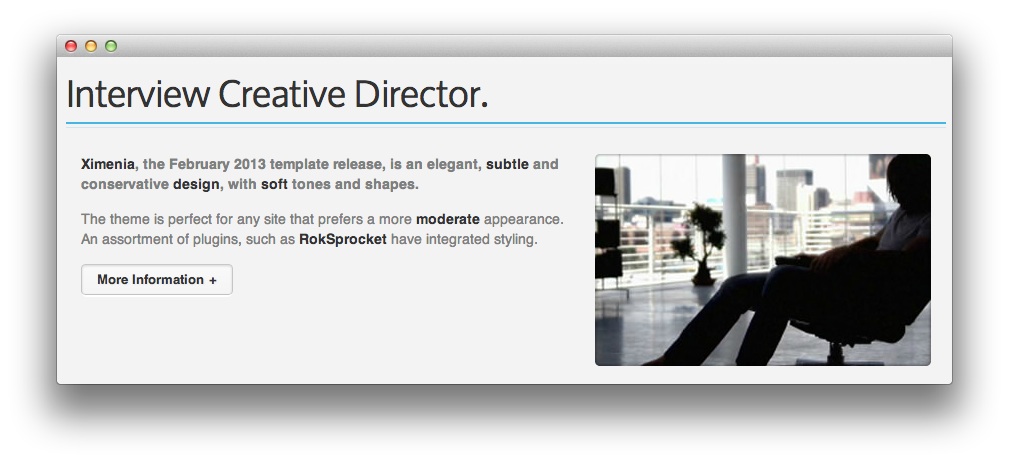 Interview Creative Director.
Ximenia, the February 2013 template release, is an elegant, subtle and
conservative design, with soft tones and shapes.
The theme is perfect for any site that prefers a more moderate appearance.
An assortment of plugins, such as RokSprocket have integrated styling.
More Information +